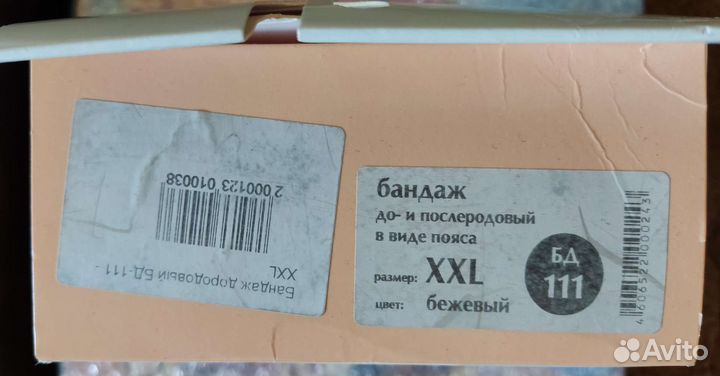 Бандаж дородовый БД-111 -
XXL
2 000123 010038
бандаж
до- и послеродовый
в виде пояса
размер: XXL
цвет: бежевый
БД
111
4606522000243
Avito